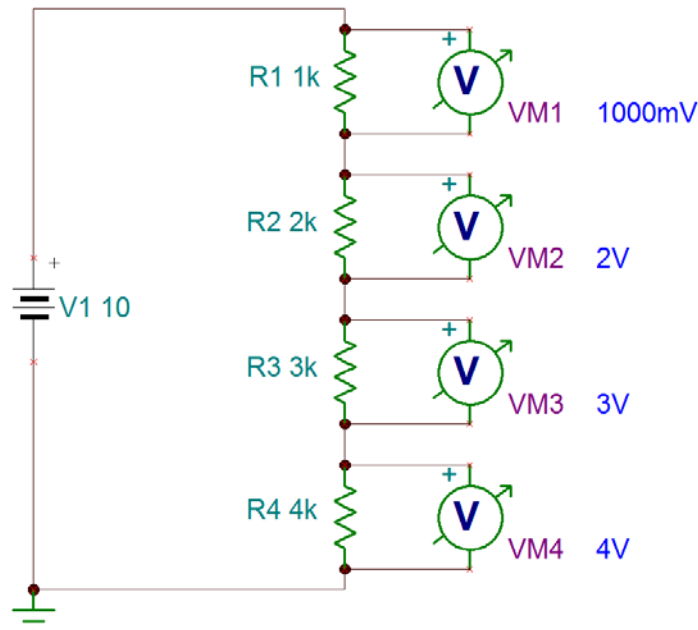 +
R1 1k
V
VM1 1000mV
+
R2 2k
V
VM2 2V
+
V1 10
+
R3 3k
V
VM3 3V
+
R4 4k
V
VM4 4V